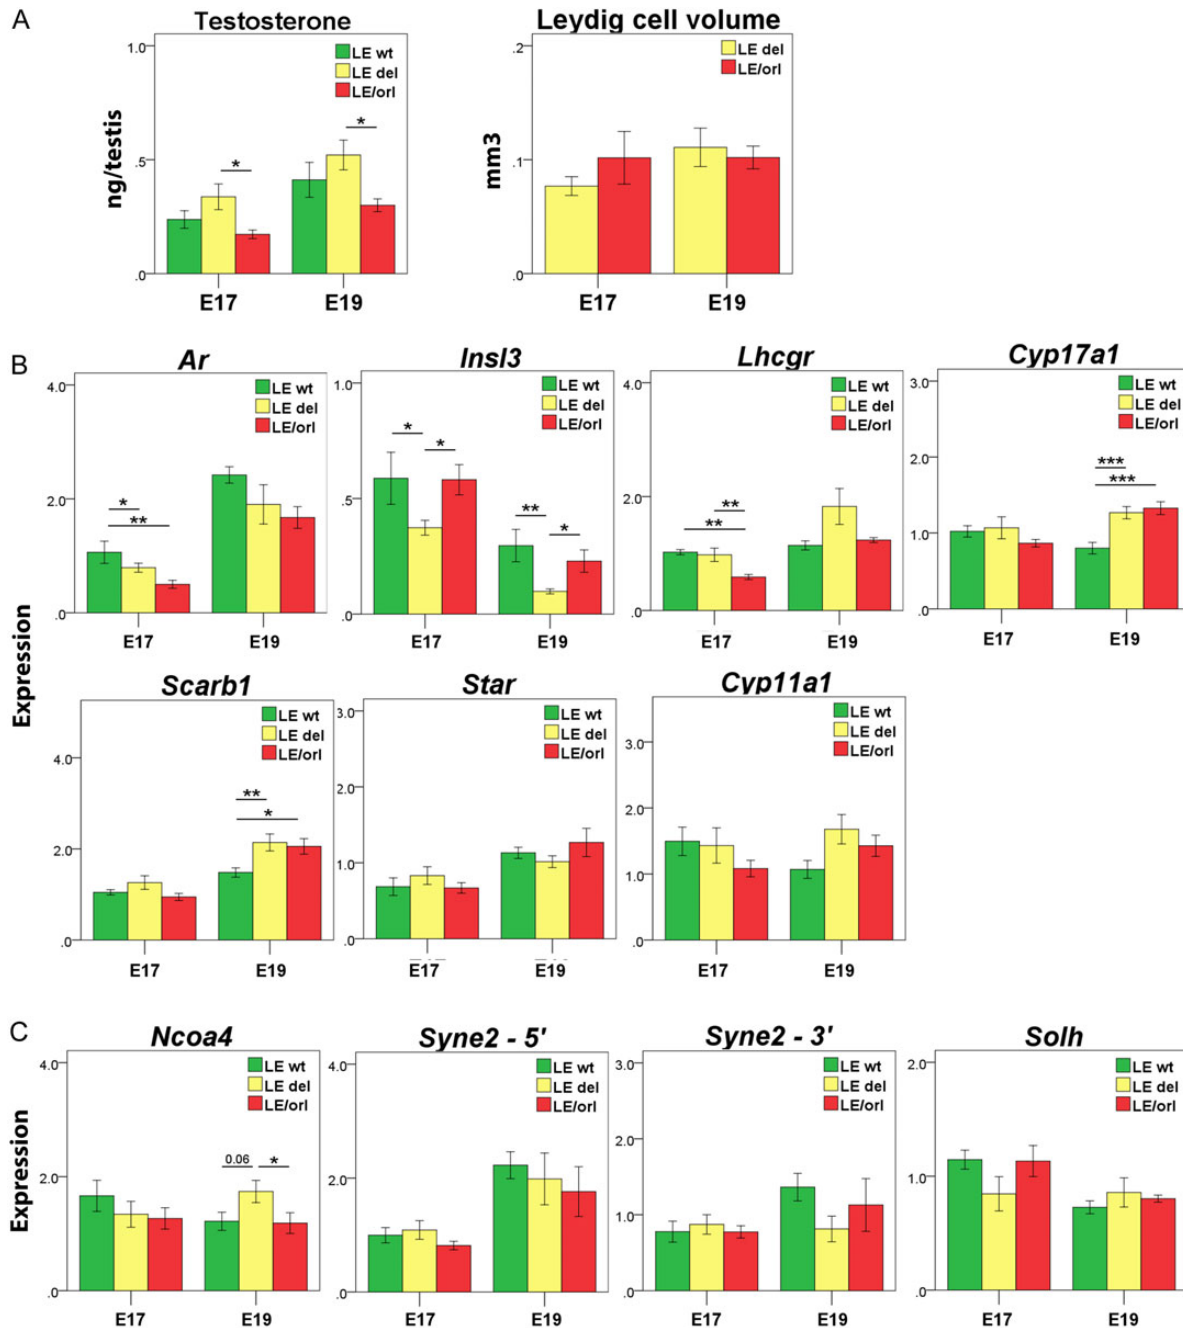 A
Testosterone
Leydig cell volume
1.0
.5
.0
ng/testis
LE wt
LE del
LE/orl
*
*
E17
E19
.2
.1
.0
mm3
LE del
LE/orl
E17
E19
B
Expression
Ar
4.0
2.0
.0
LE wt
LE del
LE/orl
*
**
E17
E19
Insl3
1.0
.5
.0
LE wt
LE del
LE/orl
*
*
**
*
E17
E19
Lhcgr
4.0
2.0
.0
LE wt
LE del
LE/orl
**
**
E17
E19
Cyp17a1
3.0
2.0
1.0
.0
LE wt
LE del
LE/orl
***
***
E17
E19
Scarb1
4.0
2.0
.0
LE wt
LE del
LE/orl
**
*
E17
E19
Star
3.0
2.0
1.0
.0
LE wt
LE del
LE/orl
E17
E19
Cyp11a1
3.0
2.0
1.0
.0
LE wt
LE del
LE/orl
E17
E19
C
Expression
Ncoa4
4.0
2.0
.0
LE wt
LE del
LE/orl
0.06
*
E17
E19
Syne2 - 5'
4.0
2.0
.0
LE wt
LE del
LE/orl
E17
E19
Syne2 - 3'
3.0
2.0
1.0
.0
LE wt
LE del
LE/orl
E17
E19
Solh
2.0
1.0
.0
LE wt
LE del
LE/orl
E17
E19